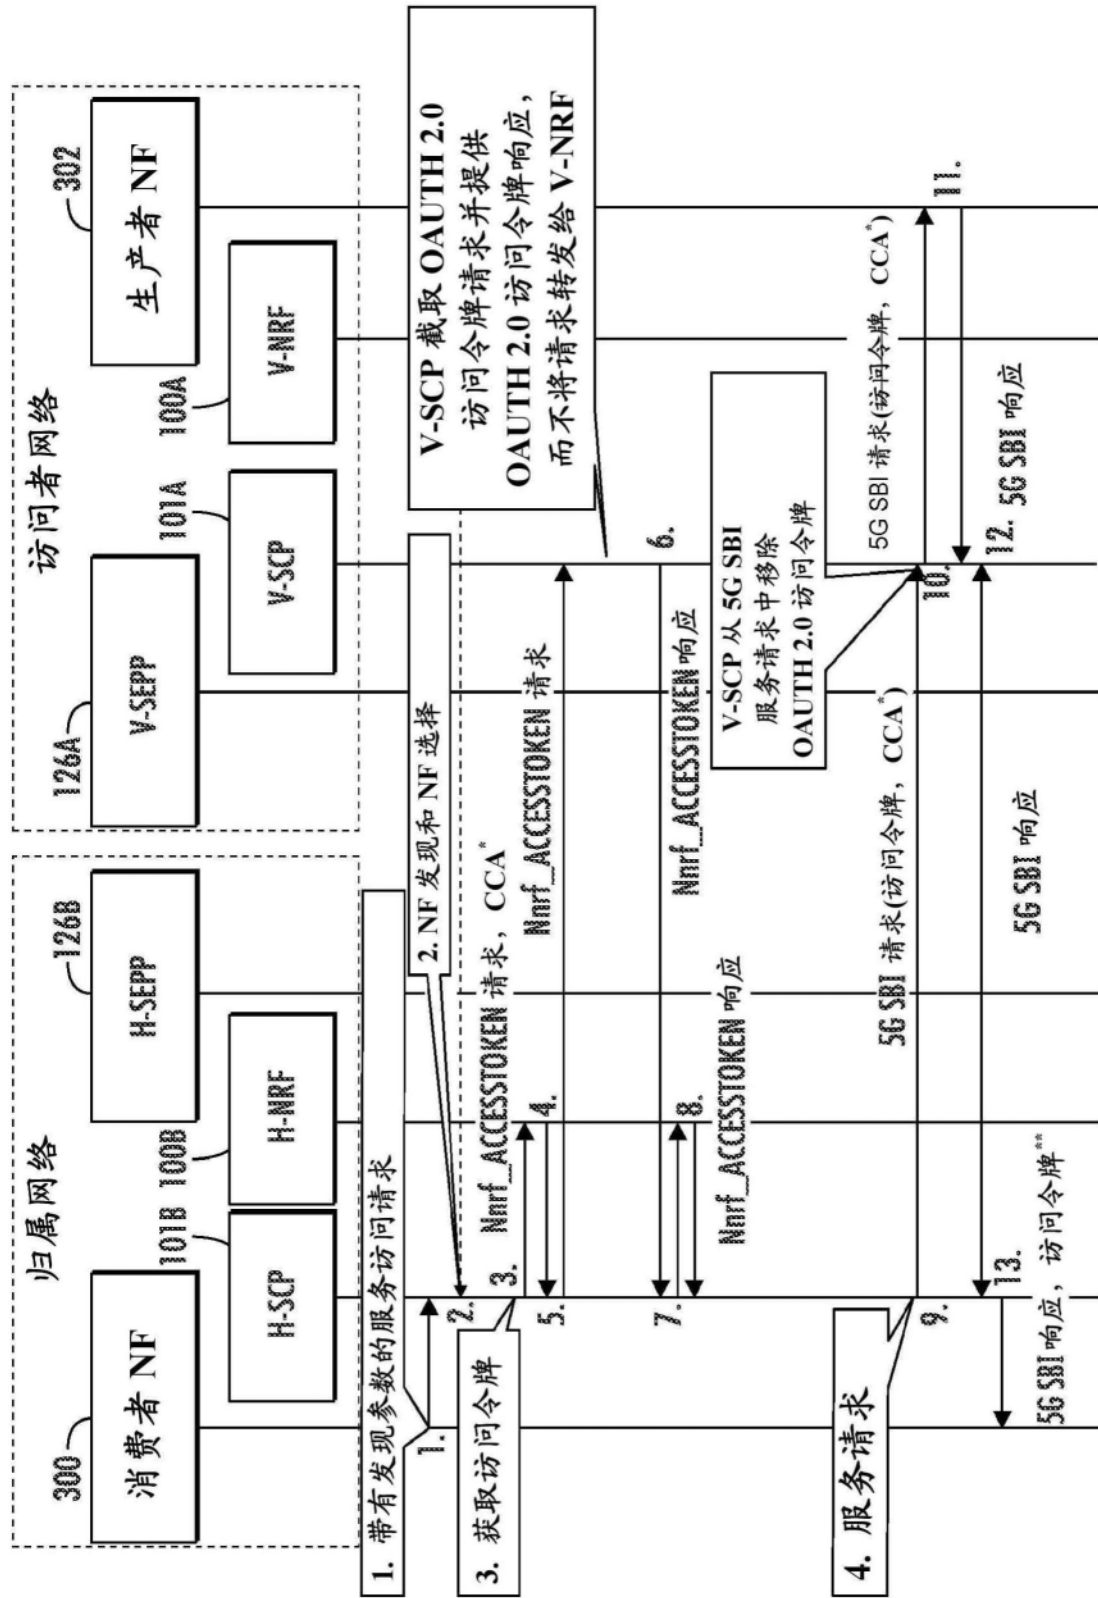 归属网络
访问者网络
300
消费者 NF
101B
H-SCP
100B
H-NRF
126B
H-SEPP
126A
V-SEPP
101A
V-SCP
100A
V-NRF
302
生产者 NF
1. 带有发现参数的服务访问请求
1.
2. NF 发现和 NF 选择
2.
V-SCP 截取 OAUTH 2.0
访问令牌请求并提供
OAUTH 2.0 访问令牌响应,
而不将请求转发给 V-NRF
3. 获取访问令牌
3.
Nnrf_ACCESSTOKEN 请求, CCA*
4.
5.
Nnrf_ACCESSTOKEN 请求
6.
Nnrf_ACCESSTOKEN 响应
7.
8.
Nnrf_ACCESSTOKEN 响应
V-SCP 从 5G SBI
服务请求中移除
OAUTH 2.0 访问令牌
4. 服务请求
9.
5G SBI 请求(访问令牌, CCA*)
10.
5G SBI 请求(访问令牌, CCA*)
11.
12. 5G SBI 响应
5G SBI 响应
13.
5G SBI 响应, 访问令牌**